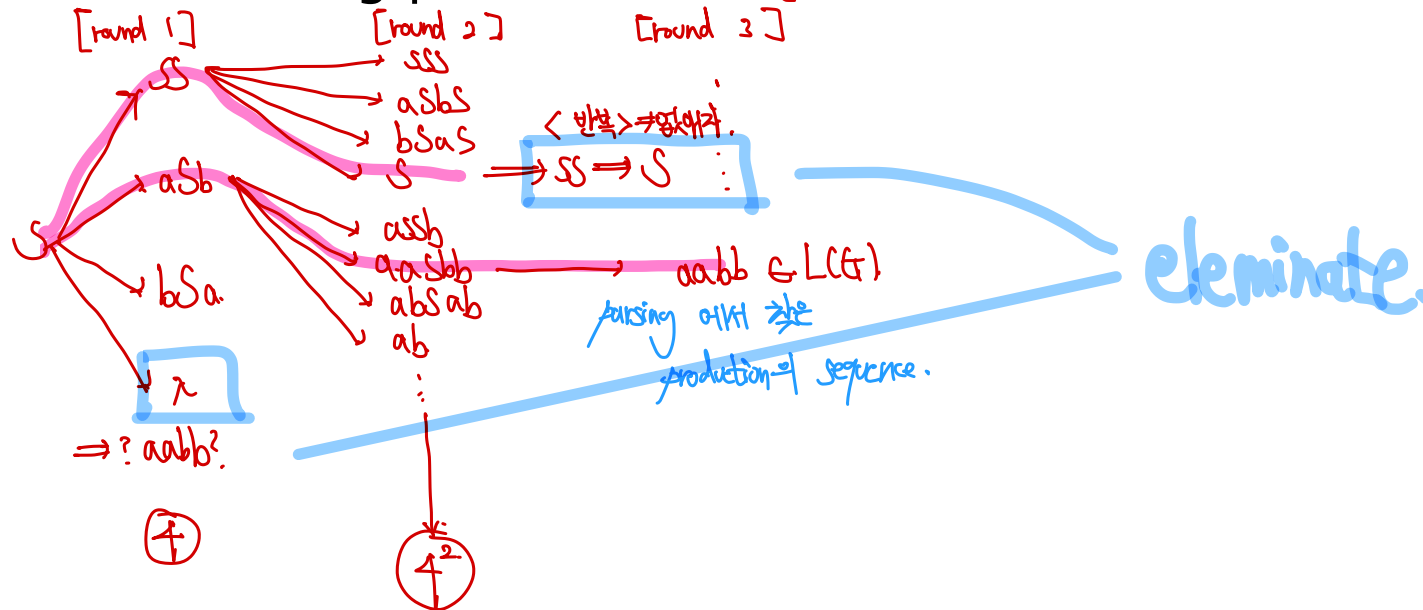 [round 1] [round 2] [round 3]
SS
SSS
aSbS
bSaS
S
<반복>⇒없애자.
SS ⇒ S
S
aSb
bSa.
λ
⇒ ? aabb?
aSSb
aaSbb
abSab
ab
aabb ∈ L(G).
parsing 에서 찾은
production의 sequence.
eleminate.
4
4²